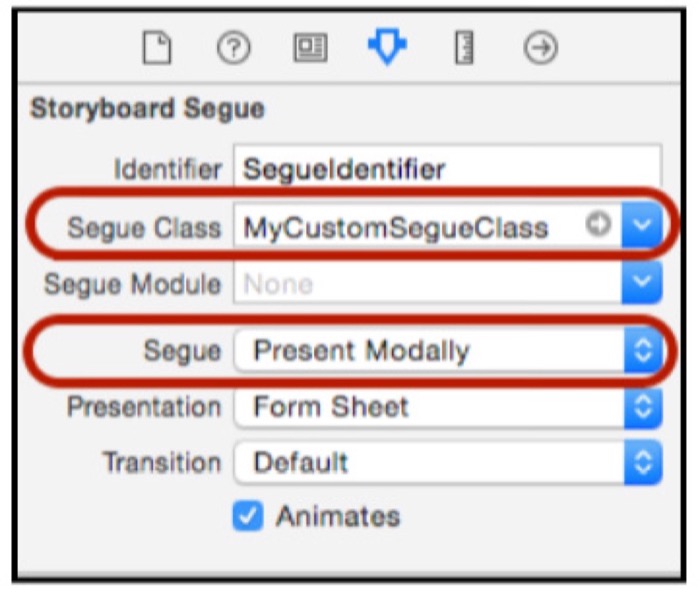 Storyboard Segue
Identifier SegueIdentifier
Segue Class MyCustomSegueClass
Segue Module None
Segue Present Modally
Presentation Form Sheet
Transition Default
Animates